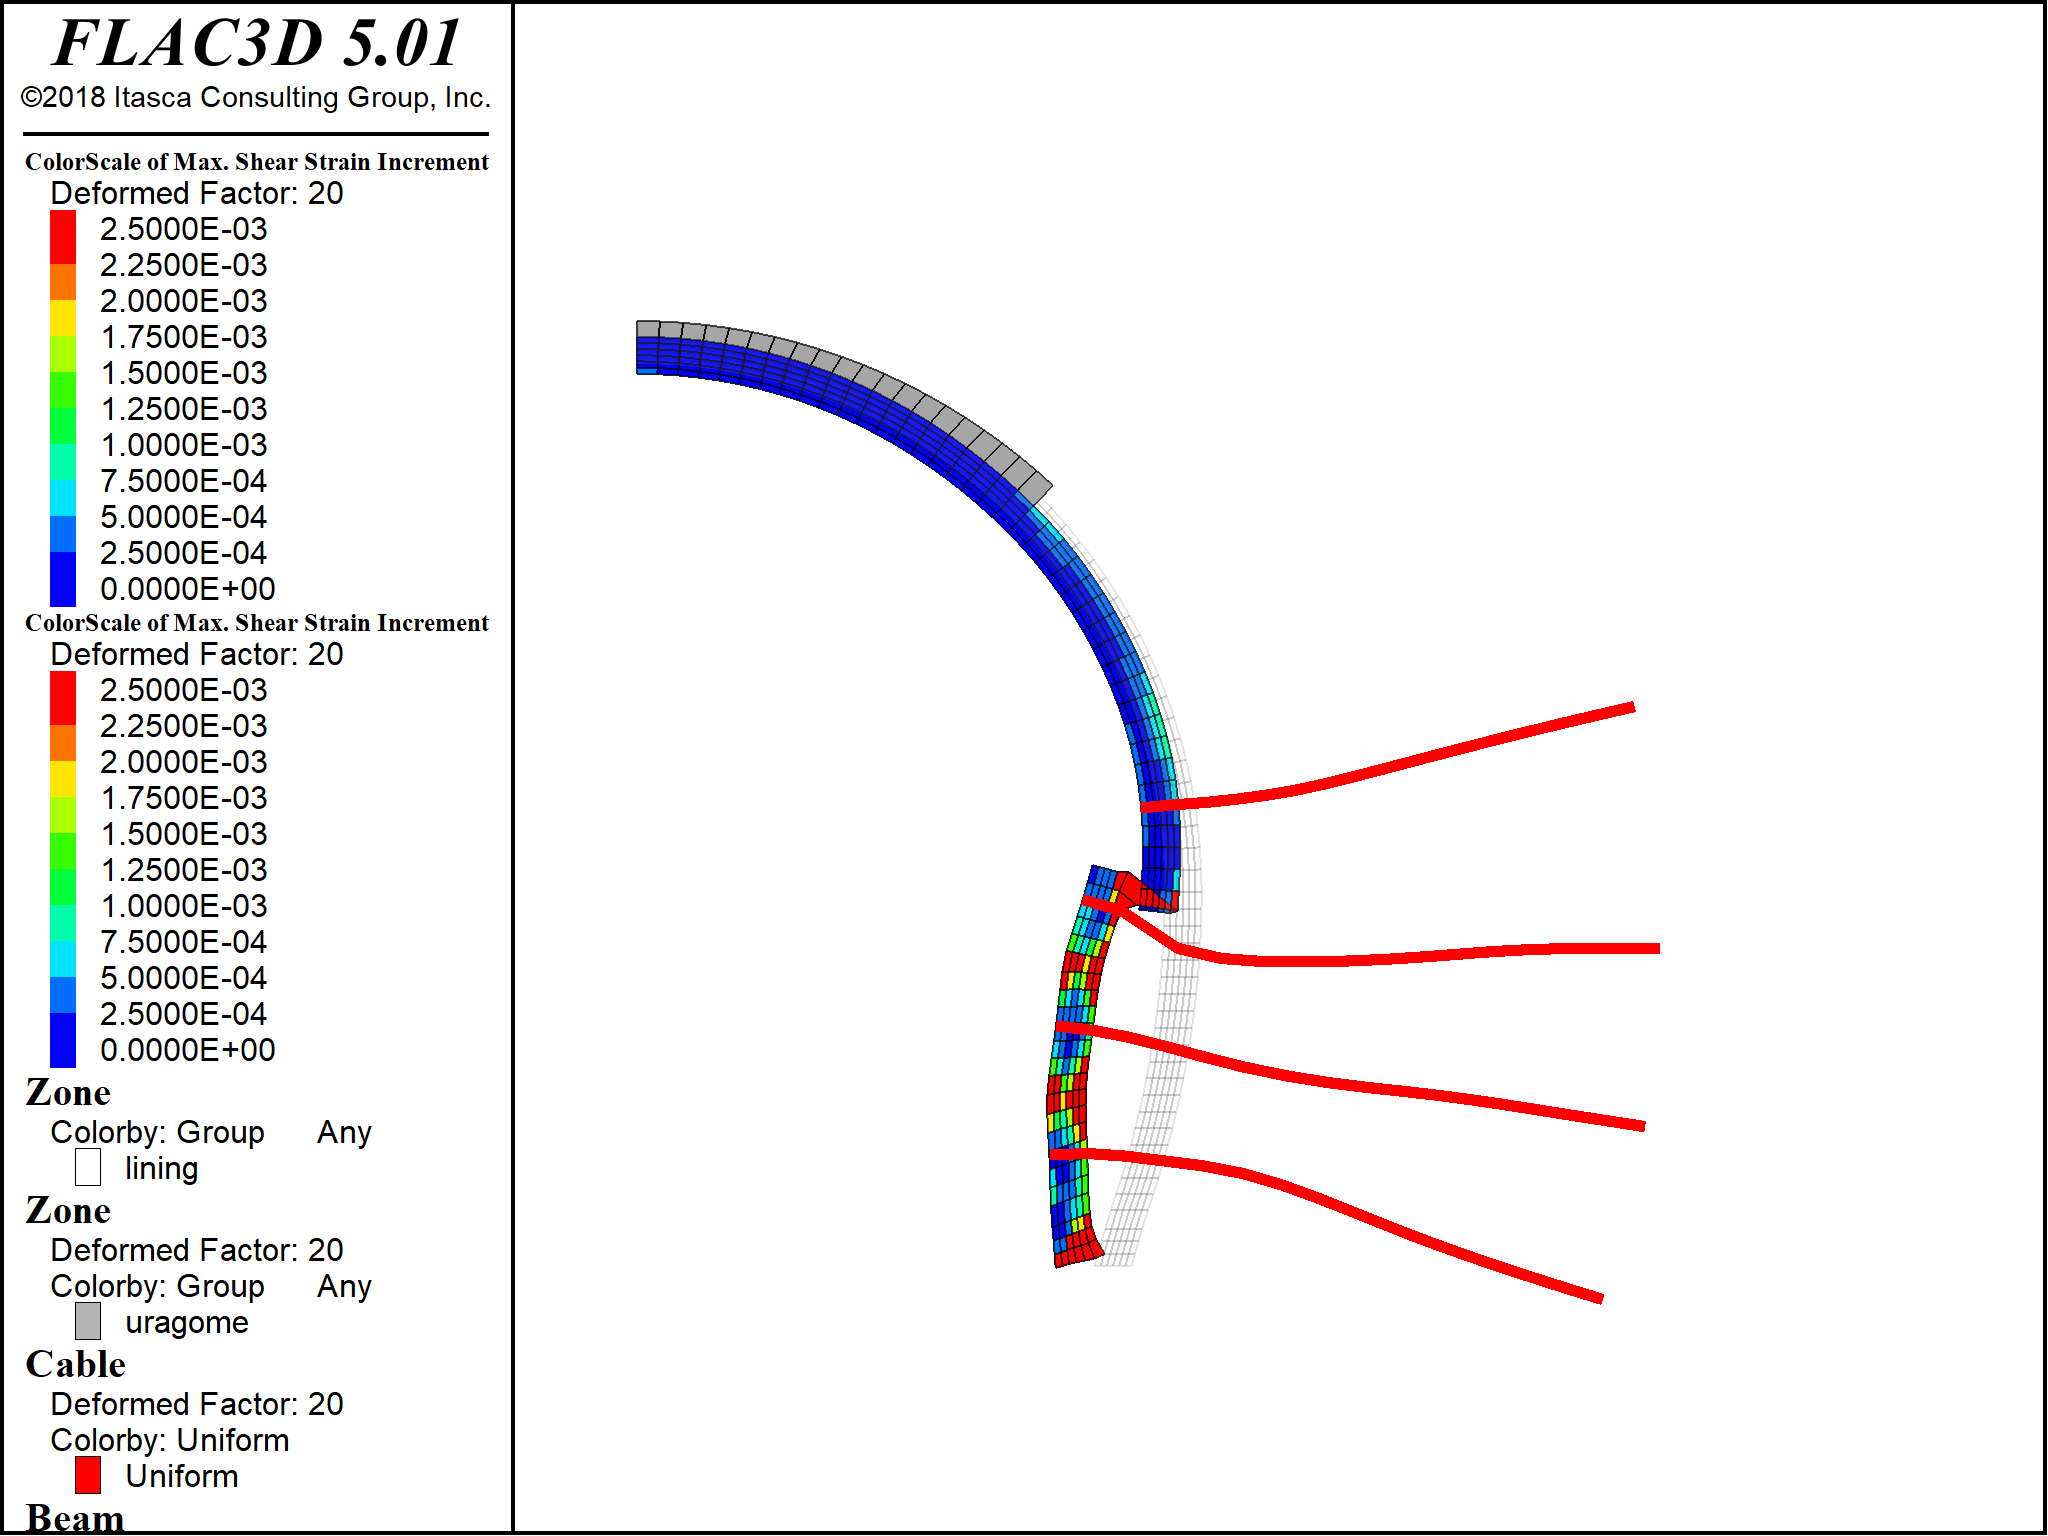 FLAC3D 5.01
©2018 Itasca Consulting Group, Inc.
ColorScale of Max. Shear Strain Increment
Deformed Factor: 20
2.5000E-03
2.2500E-03
2.0000E-03
1.7500E-03
1.5000E-03
1.2500E-03
1.0000E-03
7.5000E-04
5.0000E-04
2.5000E-04
0.0000E+00
ColorScale of Max. Shear Strain Increment
Deformed Factor: 20
2.5000E-03
2.2500E-03
2.0000E-03
1.7500E-03
1.5000E-03
1.2500E-03
1.0000E-03
7.5000E-04
5.0000E-04
2.5000E-04
0.0000E+00
Zone
Colorby: Group Any
lining
Zone
Deformed Factor: 20
Colorby: Group Any
uragome
Cable
Deformed Factor: 20
Colorby: Uniform
Uniform
Beam